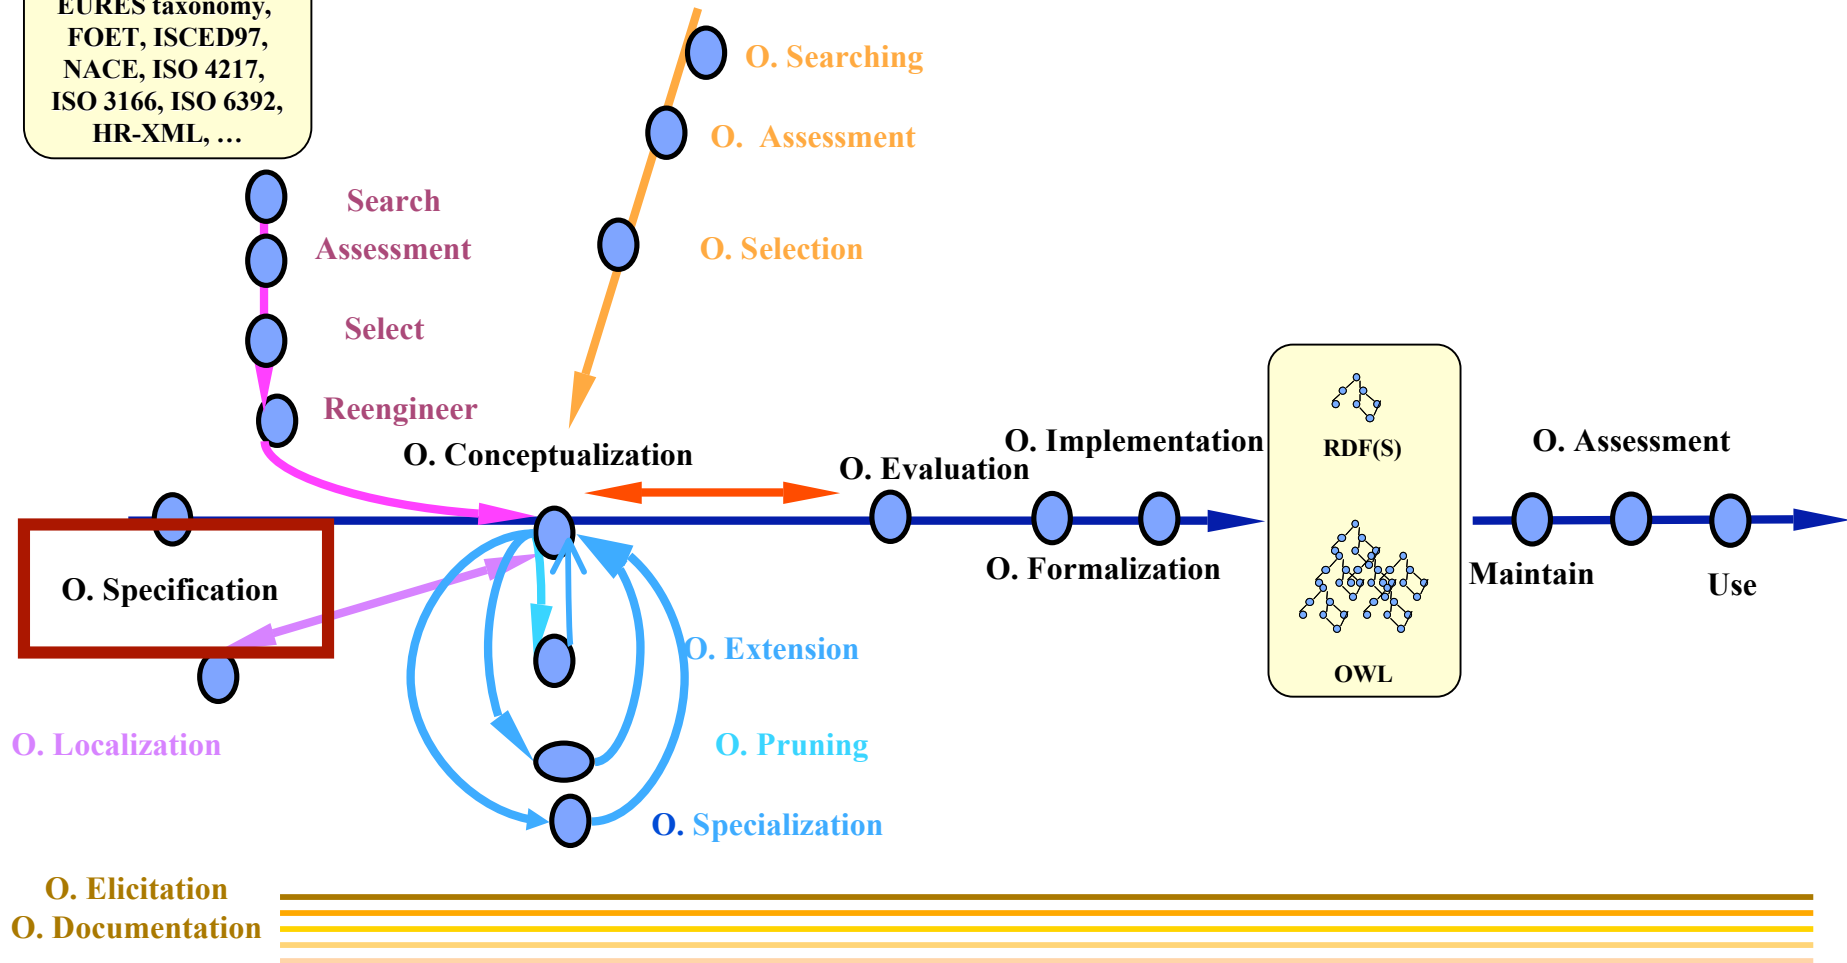 EURES taxonomy,
FOET, ISCED97,
NACE, ISO 4217,
ISO 3166, ISO 6392,
HR-XML, …
O. Searching
O. Assessment
O. Selection
Search
Assessment
Select
Reengineer
O. Conceptualization
O. Evaluation
O. Implementation
O. Formalization
RDF(S)
OWL
O. Assessment
Maintain
Use
O. Specification
O. Localization
O. Extension
O. Pruning
O. Specialization
O. Elicitation
O. Documentation